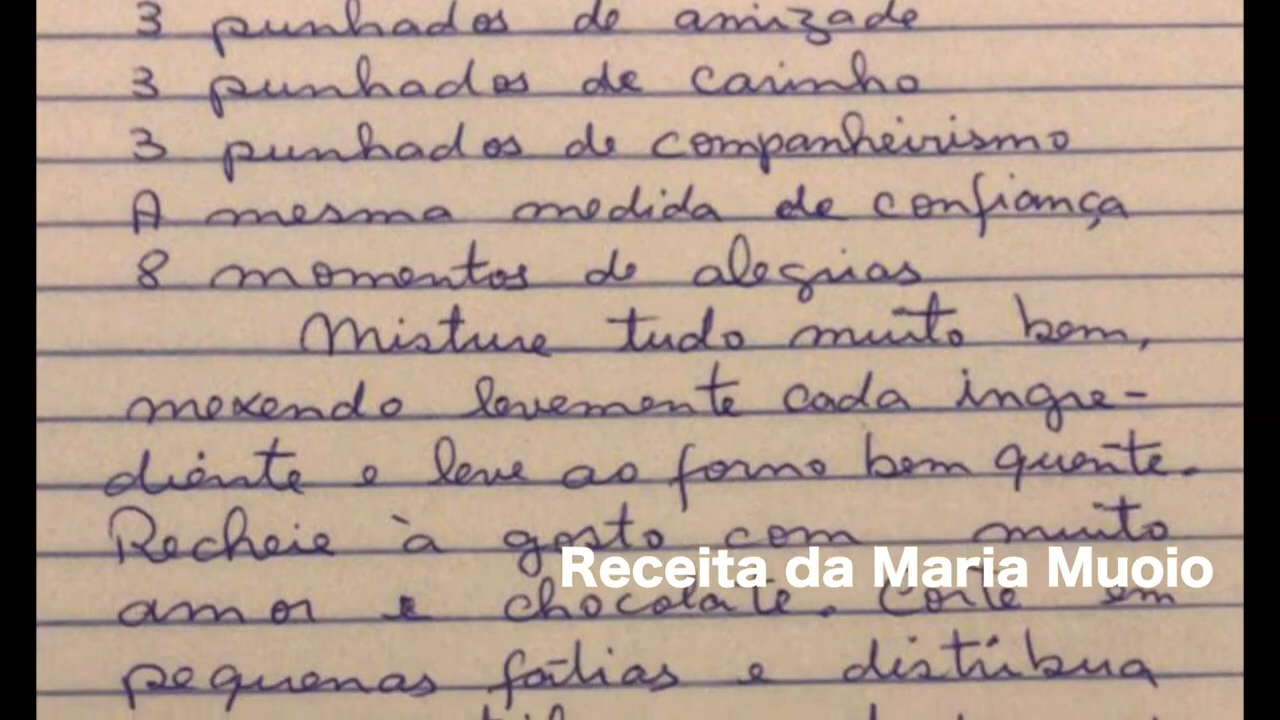 3 punhados de amizade
3 punhados de carinho
3 punhados de companheirismo
A mesma medida de confiança
8 momentos de alegrias
Misture tudo muito bem,
mexendo levemente cada ingre-
diente e leve ao forno bem quente.
Recheie à gosto com muito
Receita da Maria Muoio
amor e chocolate. Corte em
pequenas fatias e distribua